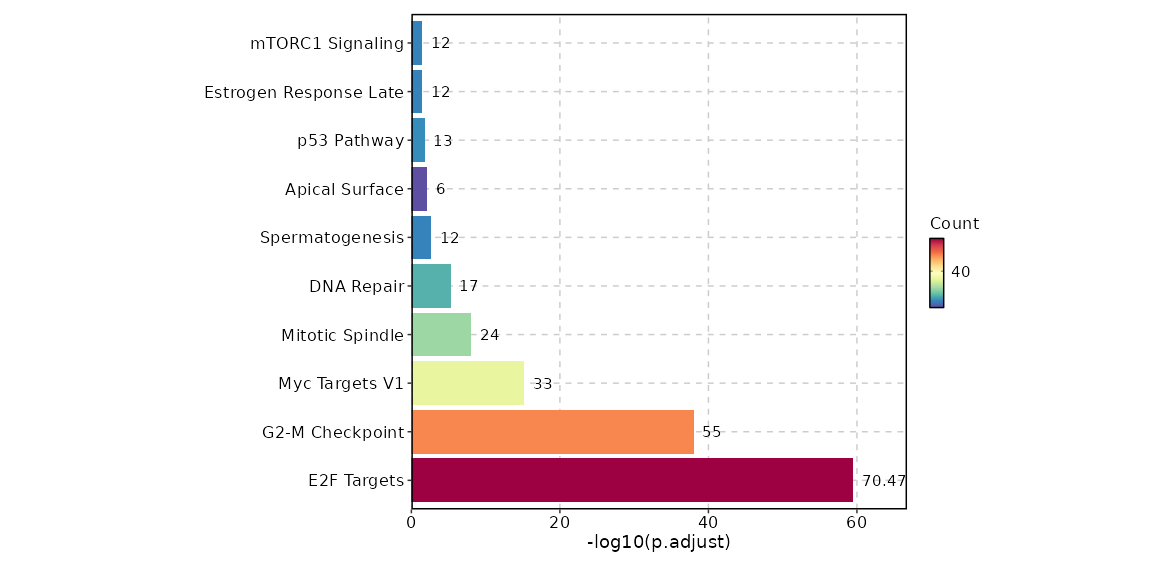 mTORC1 Signaling 12
Estrogen Response Late 12
p53 Pathway 13
Apical Surface 6
Spermatogenesis 12
DNA Repair 17
Mitotic Spindle 24
Myc Targets V1 33
G2-M Checkpoint 55
E2F Targets 70.47
0 20 40 60
-log10(p.adjust)
Count
40